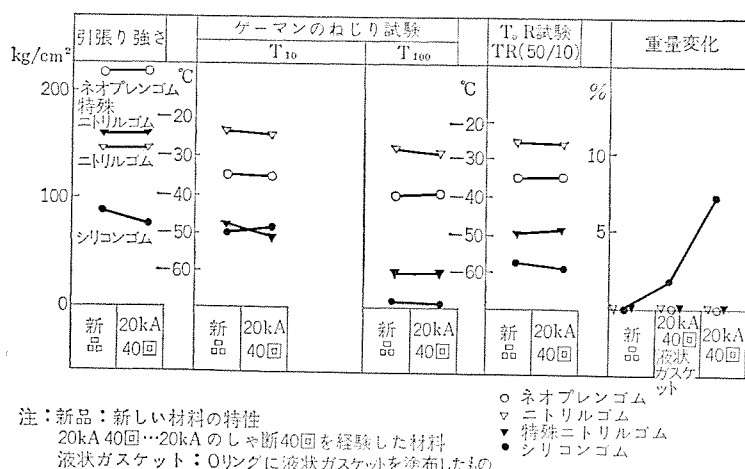 引張り強さ
ゲーマンのねじり試験
T₁₀
T₁₀₀
T。R試験
TR(50/10)
重量変化
kg/cm²
200
100
0
ネオプレンゴム
特殊
ニトリルゴム
ニトリルゴム
シリコンゴム
℃
-20
-30
-40
-50
-60
℃
-20
-30
-40
-50
-60
%
10
5
新品
20kA
40回
新品
20kA
40回
新品
20kA
40回
新品
20kA
40回
新品
20kA
40回
液状
ガスケット
20kA
40回
○ ネオプレンゴム
▽ ニトリルゴム
▼ 特殊ニトリルゴム
● シリコンゴム
注:新品:新しい材料の特性
20kA 40回…20kAのしゃ断40回を経験した材料
液状ガスケット:Oリングに液状ガスケットを塗布したもの